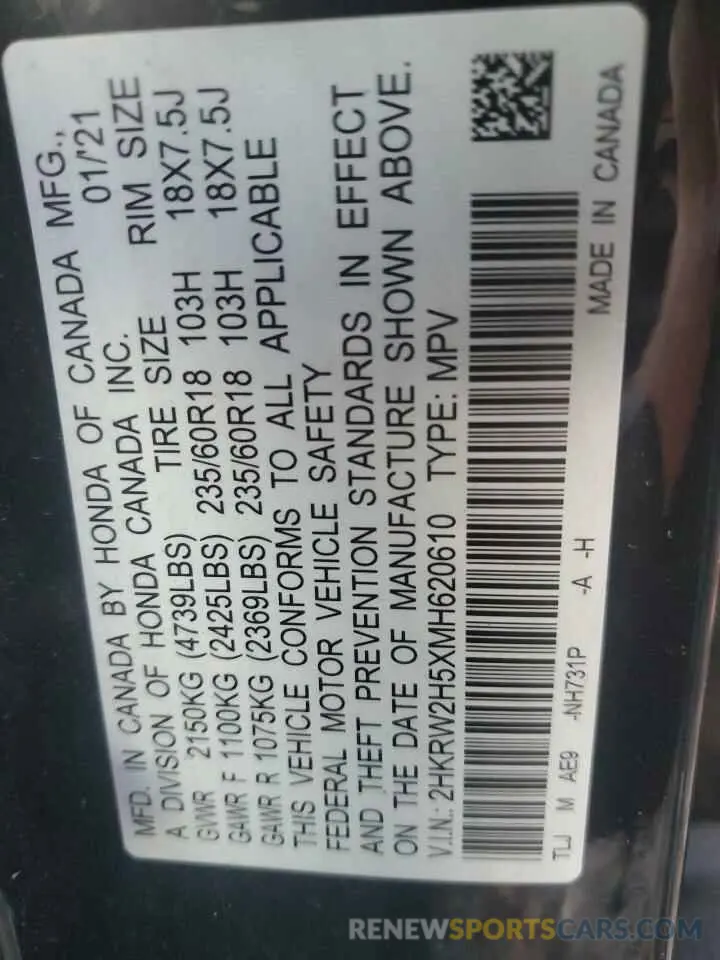 MFD. IN CANADA BY HONDA OF CANADA MFG.,
A DIVISION OF HONDA CANADA INC. 01/'21
TIRE SIZE RIM SIZE
GVWR 2150KG (4739LBS)
GAWR F 1100KG (2425LBS) 235/60R18 103H 18X7.5J
GAWR R 1075KG (2369LBS) 235/60R18 103H 18X7.5J
THIS VEHICLE CONFORMS TO ALL APPLICABLE
FEDERAL MOTOR VEHICLE SAFETY
AND THEFT PREVENTION STANDARDS IN EFFECT
ON THE DATE OF MANUFACTURE SHOWN ABOVE.
V.I.N.: 2HKRW2H5XMH620610 TYPE: MPV
TLJ M AE9 -NH731P -A -H
MADE IN CANADA
RENEWSPORTSCARS.COM